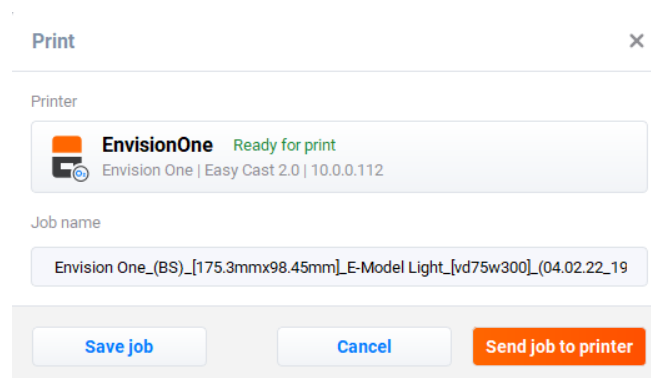 Print
Printer
EnvisionOne Ready for print
Envision One | Easy Cast 2.0 | 10.0.0.112
Job name
Envision One_(BS)_[175.3mmx98.45mm]_E-Model Light_[vd75w300]_(04.02.22_19
Save job Cancel Send job to printer